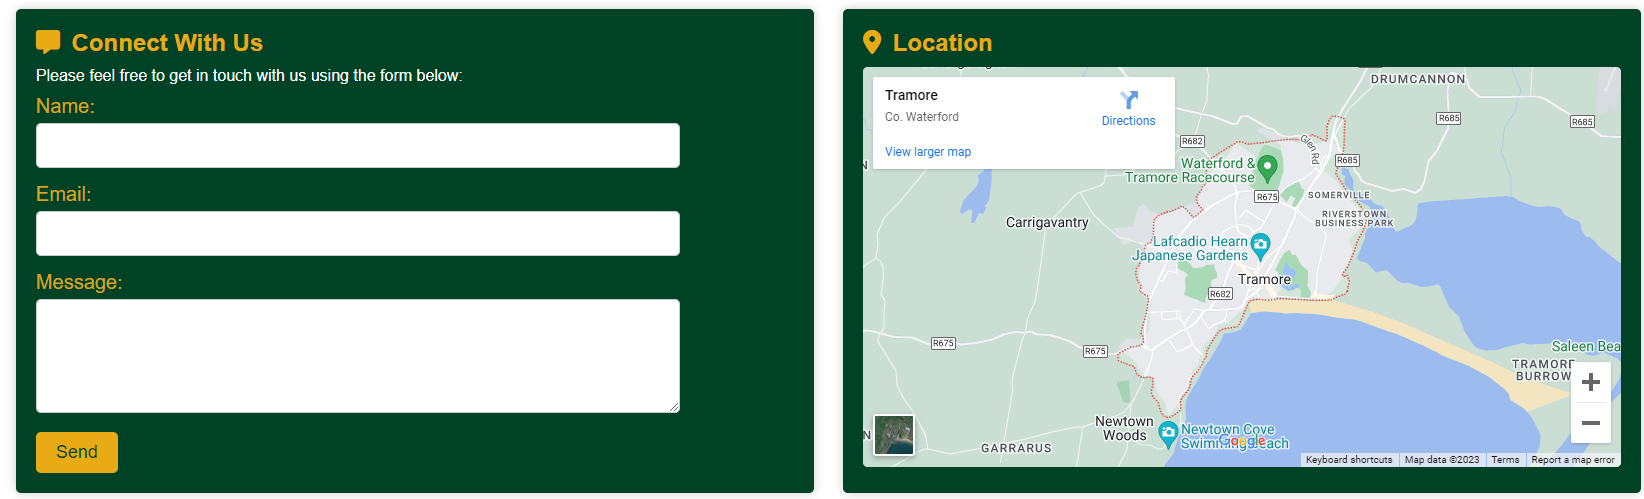 Connect With Us
Please feel free to get in touch with us using the form below:
Name:
Email:
Message:
Send
Location
Tramore
Co. Waterford
Directions
View larger map
DRUMCANNON
R685
R685
R682
Glen Rd
R685
Waterford &
Tramore Racecourse
R675
SOMERVILLE
RIVERSTOWN
BUSINESS PARK
Carrigavantry
Lafcadio Hearn
Japanese Gardens
Tramore
R682
R675
R675
Saleen Bea
TRAMORE
BURROW
Newtown
Woods
Newtown Cove
Swimming Beach
GARRARUS
Google
Keyboard shortcuts
Map data ©2023
Terms
Report a map error